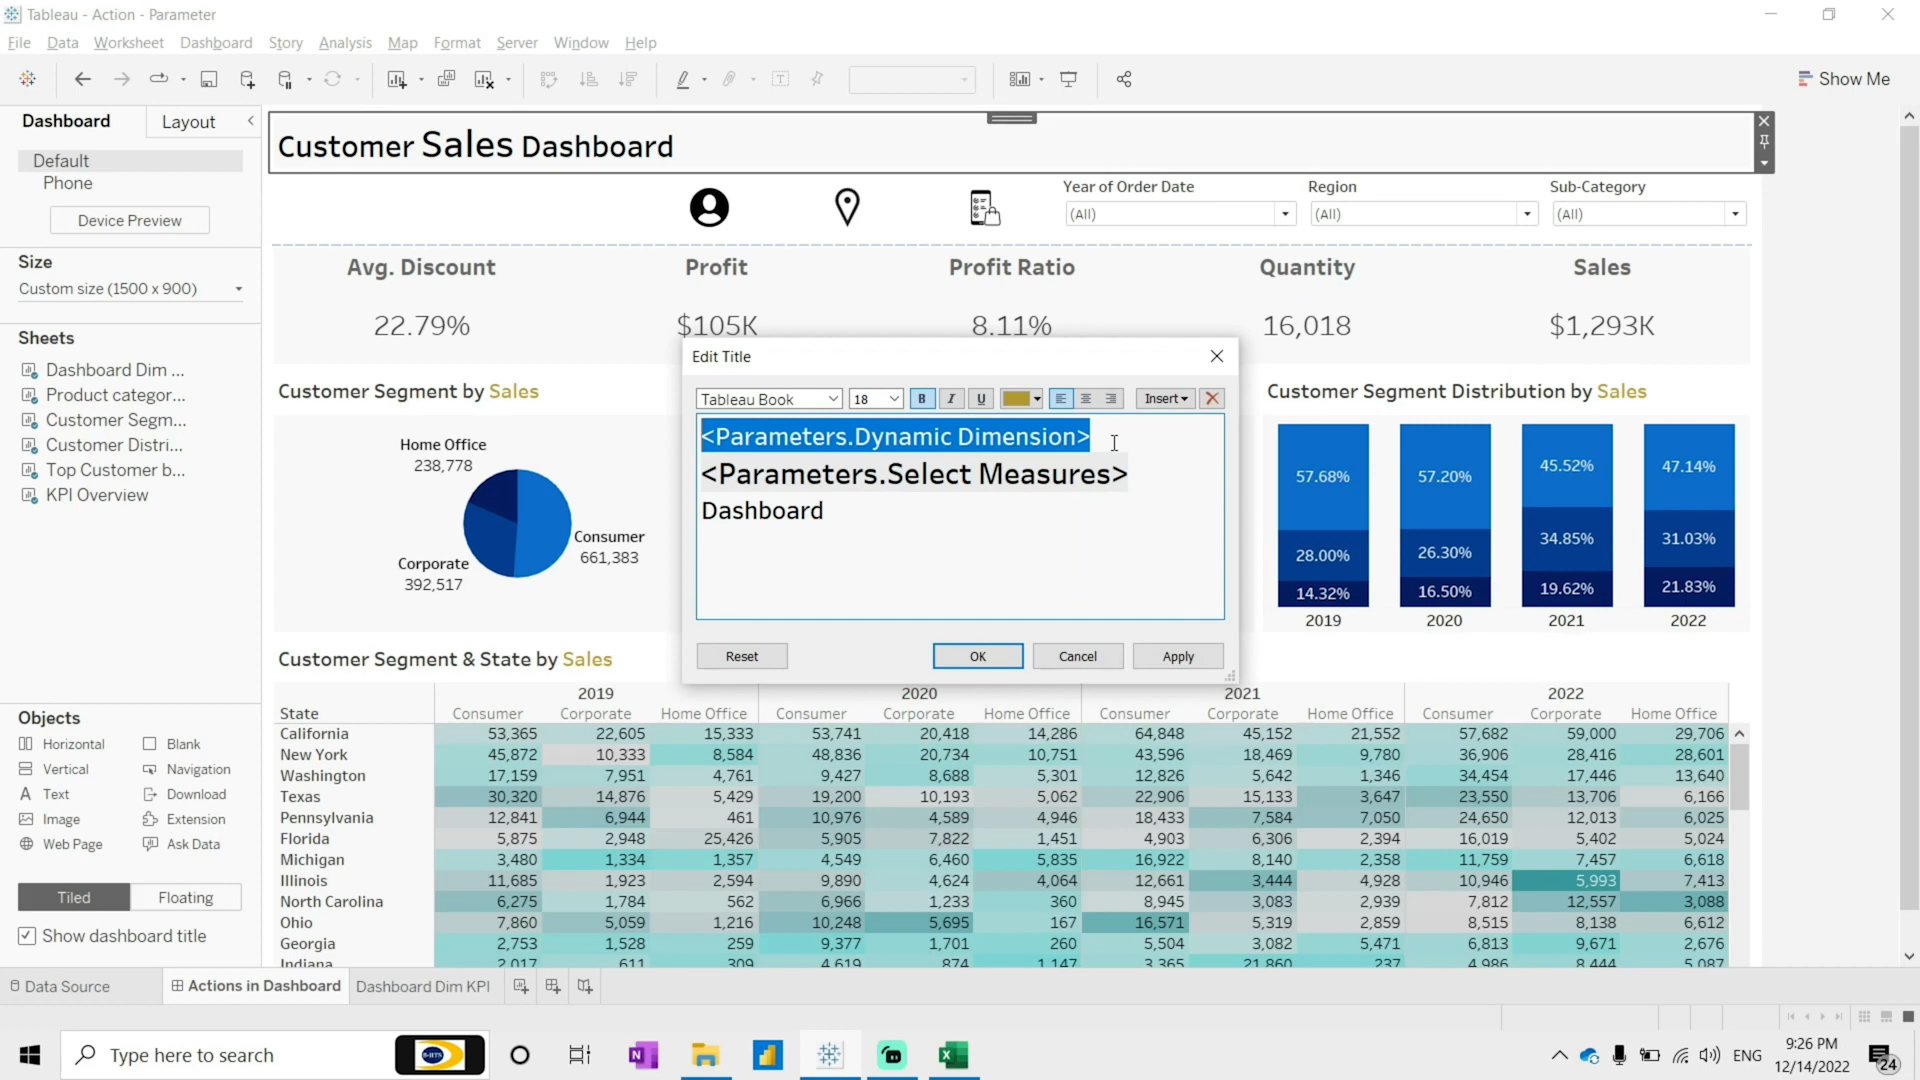 Tableau - Action - Parameter
File Data Worksheet Dashboard Story Analysis Map Format Server Window Help
Show Me
Dashboard Layout
Default
Phone
Device Preview
Size
Custom size (1500 x 900)
Sheets
Dashboard Dim ...
Product categor...
Customer Segm...
Customer Distri...
Top Customer b...
KPI Overview
Objects
Horizontal Blank
Vertical Navigation
Text Download
Image Extension
Web Page Ask Data
Tiled Floating
Show dashboard title
Customer Sales Dashboard
Year of Order Date Region Sub-Category
(All) (All) (All)
Avg. Discount Profit Profit Ratio Quantity Sales
22.79% $105K 8.11% 16,018 $1,293K
Customer Segment by Sales
Home Office
238,778
Consumer
661,383
Corporate
392,517
Edit Title
Tableau Book 18 B I U Insert
<Parameters.Dynamic Dimension>
<Parameters.Select Measures>
Dashboard
Reset OK Cancel Apply
Customer Segment Distribution by Sales
57.68% 57.20% 45.52% 47.14%
28.00% 26.30% 34.85% 31.03%
14.32% 16.50% 19.62% 21.83%
2019 2020 2021 2022
Customer Segment & State by Sales
2019 2020 2021 2022
State Consumer Corporate Home Office Consumer Corporate Home Office Consumer Corporate Home Office Consumer Corporate Home Office
California 53,365 22,605 15,333 53,741 20,418 14,286 64,848 45,152 21,552 57,682 59,000 29,706
New York 45,872 10,333 8,584 48,836 20,734 10,751 43,596 18,469 9,780 36,906 28,416 28,601
Washington 17,159 7,951 4,761 9,427 8,688 5,301 12,826 5,642 1,346 34,454 17,446 13,640
Texas 30,320 14,876 5,429 19,200 10,193 5,062 22,906 15,133 3,647 23,550 13,706 6,166
Pennsylvania 12,841 6,944 461 10,976 4,589 4,946 18,433 7,584 7,050 24,650 12,013 6,025
Florida 5,875 2,948 25,426 5,905 7,822 1,451 4,903 6,306 2,394 16,019 5,402 5,024
Michigan 3,480 1,334 1,357 4,549 6,460 5,835 16,922 8,140 2,358 11,759 7,457 6,618
Illinois 11,685 1,923 2,594 9,890 4,624 4,064 12,661 3,444 4,928 10,946 5,993 7,413
North Carolina 6,275 1,784 562 6,966 1,233 360 8,945 3,083 2,939 7,812 12,557 3,088
Ohio 7,860 5,059 1,216 10,248 5,695 167 16,571 5,319 2,859 8,515 8,138 6,612
Georgia 2,753 1,528 259 9,377 1,701 260 5,504 3,082 5,471 6,813 9,671 2,676
Indiana 2,017 611 309 4,619 874 1,147 3,365 21,860 237 4,986 8,444 5,087
Data Source Actions in Dashboard Dashboard Dim KPI
Type here to search
B-HTS
ENG
9:26 PM
12/14/2022
24